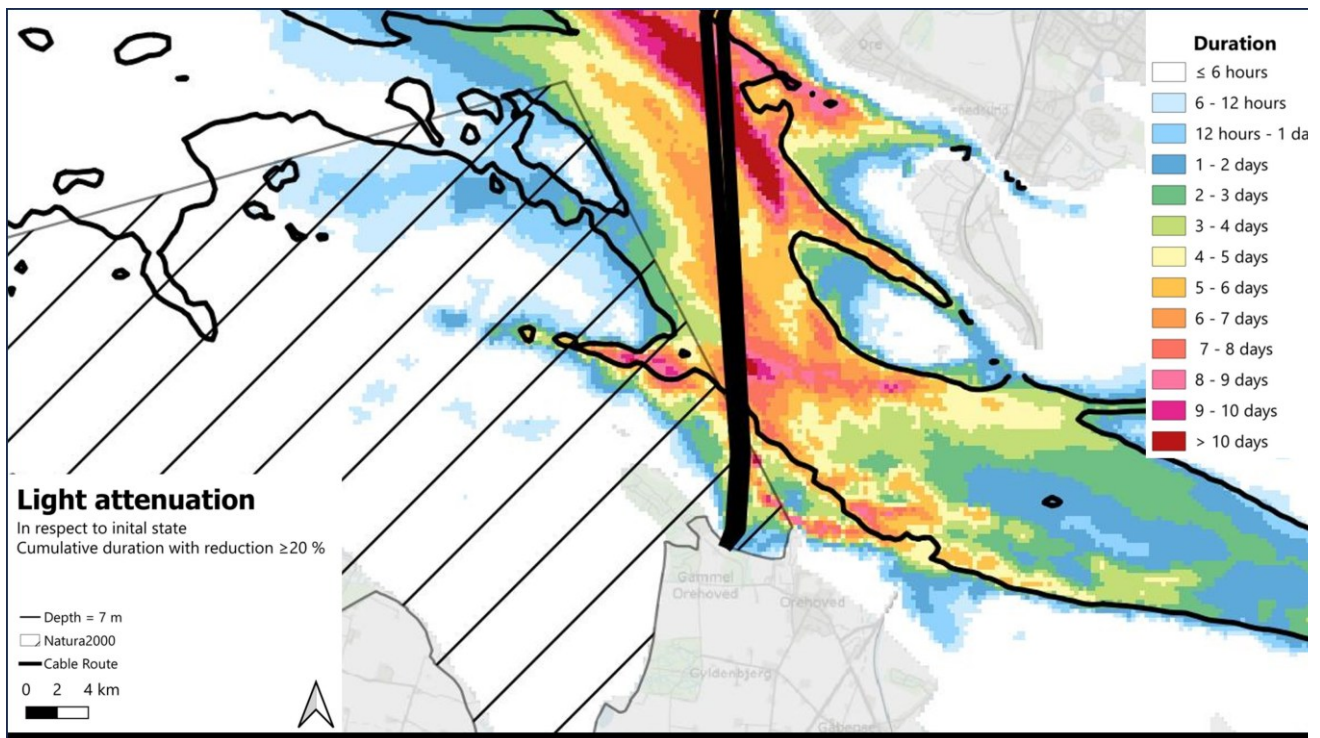 Duration
≤ 6 hours
6 - 12 hours
12 hours - 1 da
1 - 2 days
2 - 3 days
3 - 4 days
4 - 5 days
5 - 6 days
6 - 7 days
7 - 8 days
8 - 9 days
9 - 10 days
> 10 days
Ore
Light attenuation
In respect to inital state
Cumulative duration with reduction ≥20 %
Depth = 7 m
Natura2000
Cable Route
0 2 4 km
Gammel
Orehoved
Orehoved
Gyldenbjerg